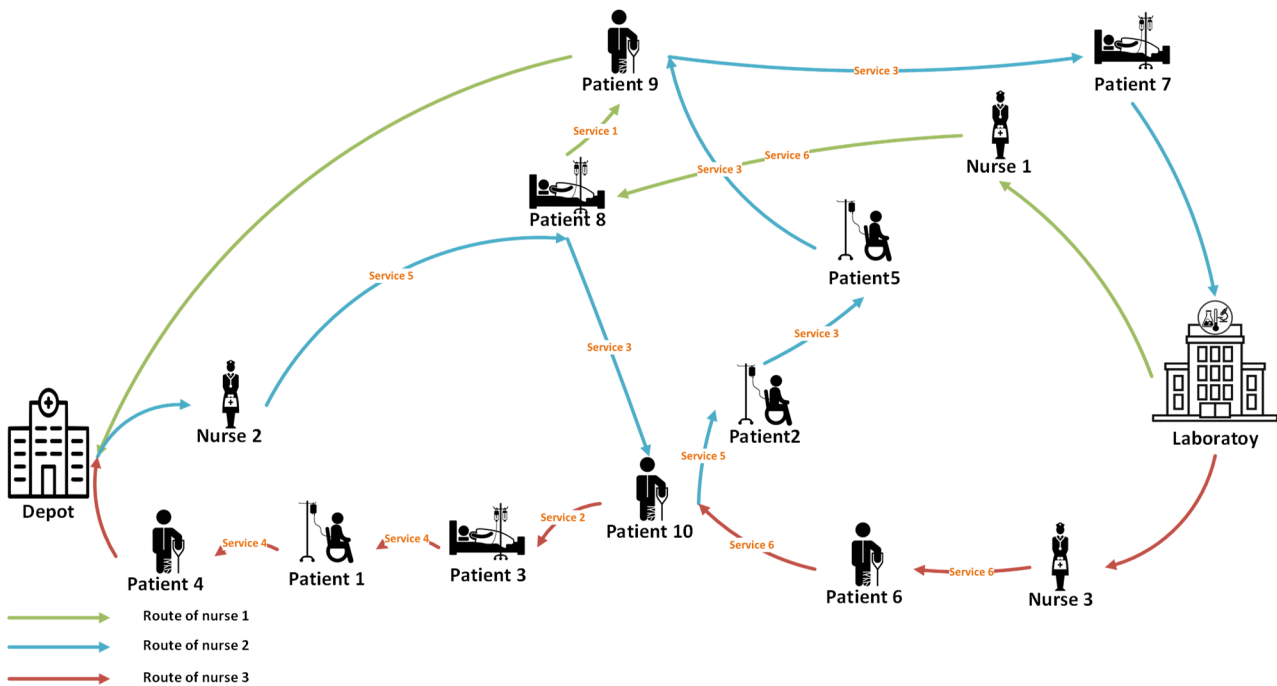 Patient 9
Service 3
Patient 7
Service 1
Service 6
Nurse 1
Service 3
Patient 8
Service 5
Patient5
Service 3
Service 3
Nurse 2
Patient2
Laboratoy
Service 5
Depot
Service 2
Patient 10
Service 4
Service 4
Service 6
Service 6
Patient 4
Patient 1
Patient 3
Patient 6
Nurse 3
Route of nurse 1
Route of nurse 2
Route of nurse 3